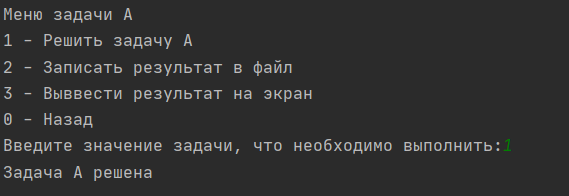 Меню задачи А
1 – Решить задачу А
2 – Записать результат в файл
3 – Выввести результат на экран
0 – Назад
Введите значение задачи, что необходимо выполнить:1
Задача А решена